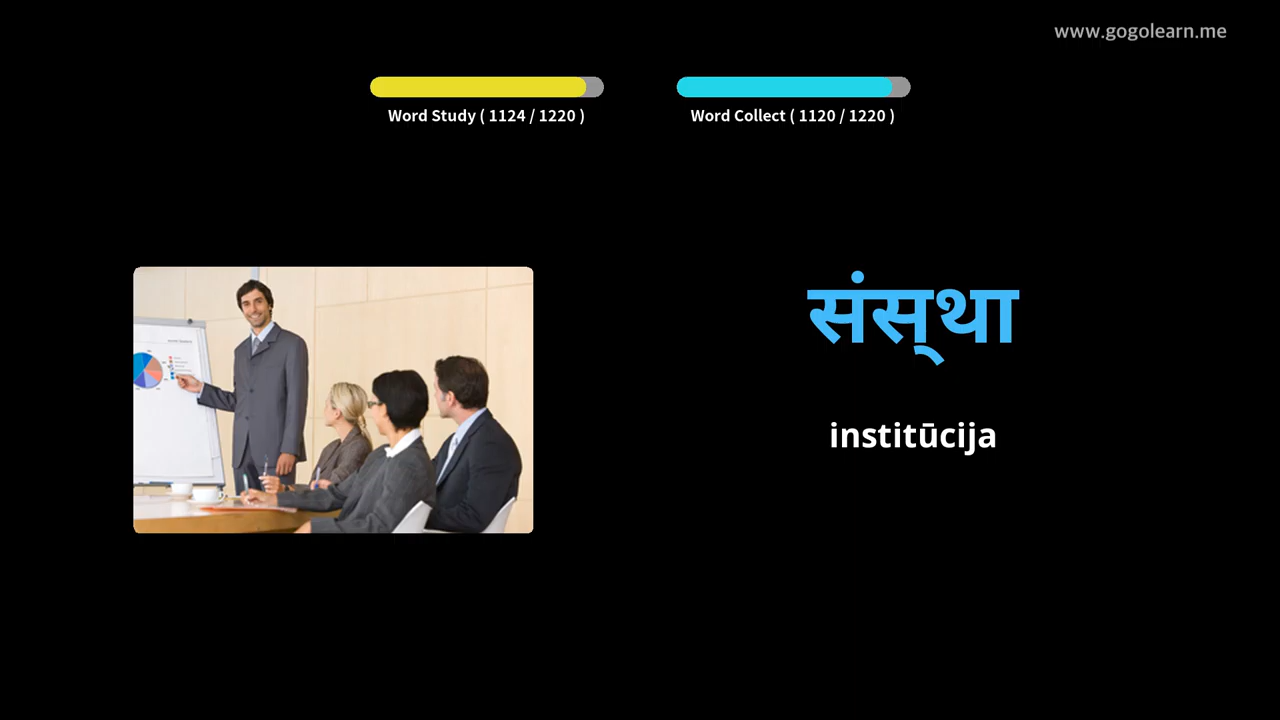 www.gogolearn.me
Word Study ( 1124 / 1220 )
Word Collect ( 1120 / 1220 )
संस्‌था
institūcija